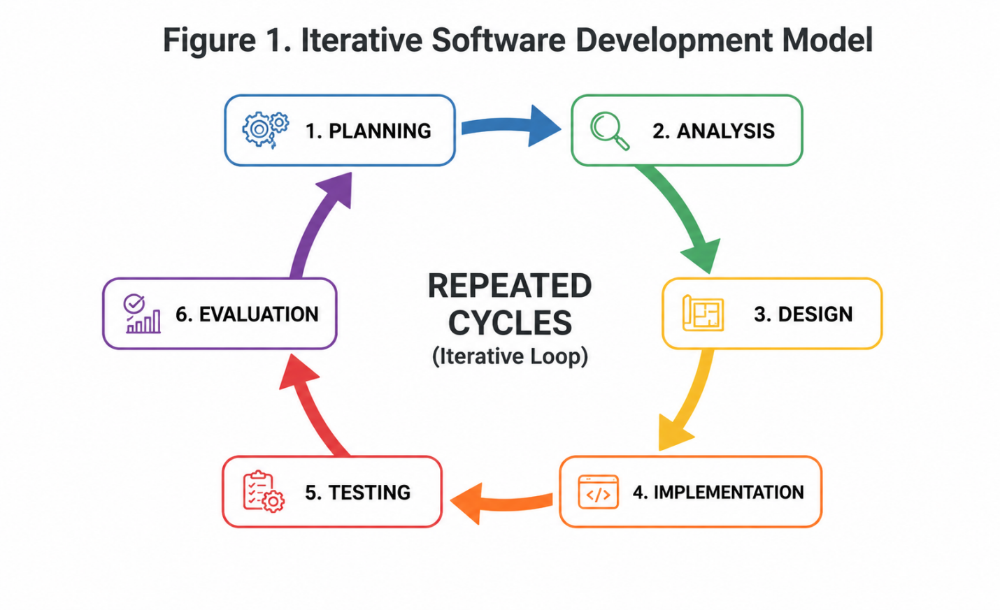 Figure 1. Iterative Software Development Model
1. PLANNING
2. ANALYSIS
3. DESIGN
4. IMPLEMENTATION
5. TESTING
6. EVALUATION
REPEATED
CYCLES
(Iterative Loop)